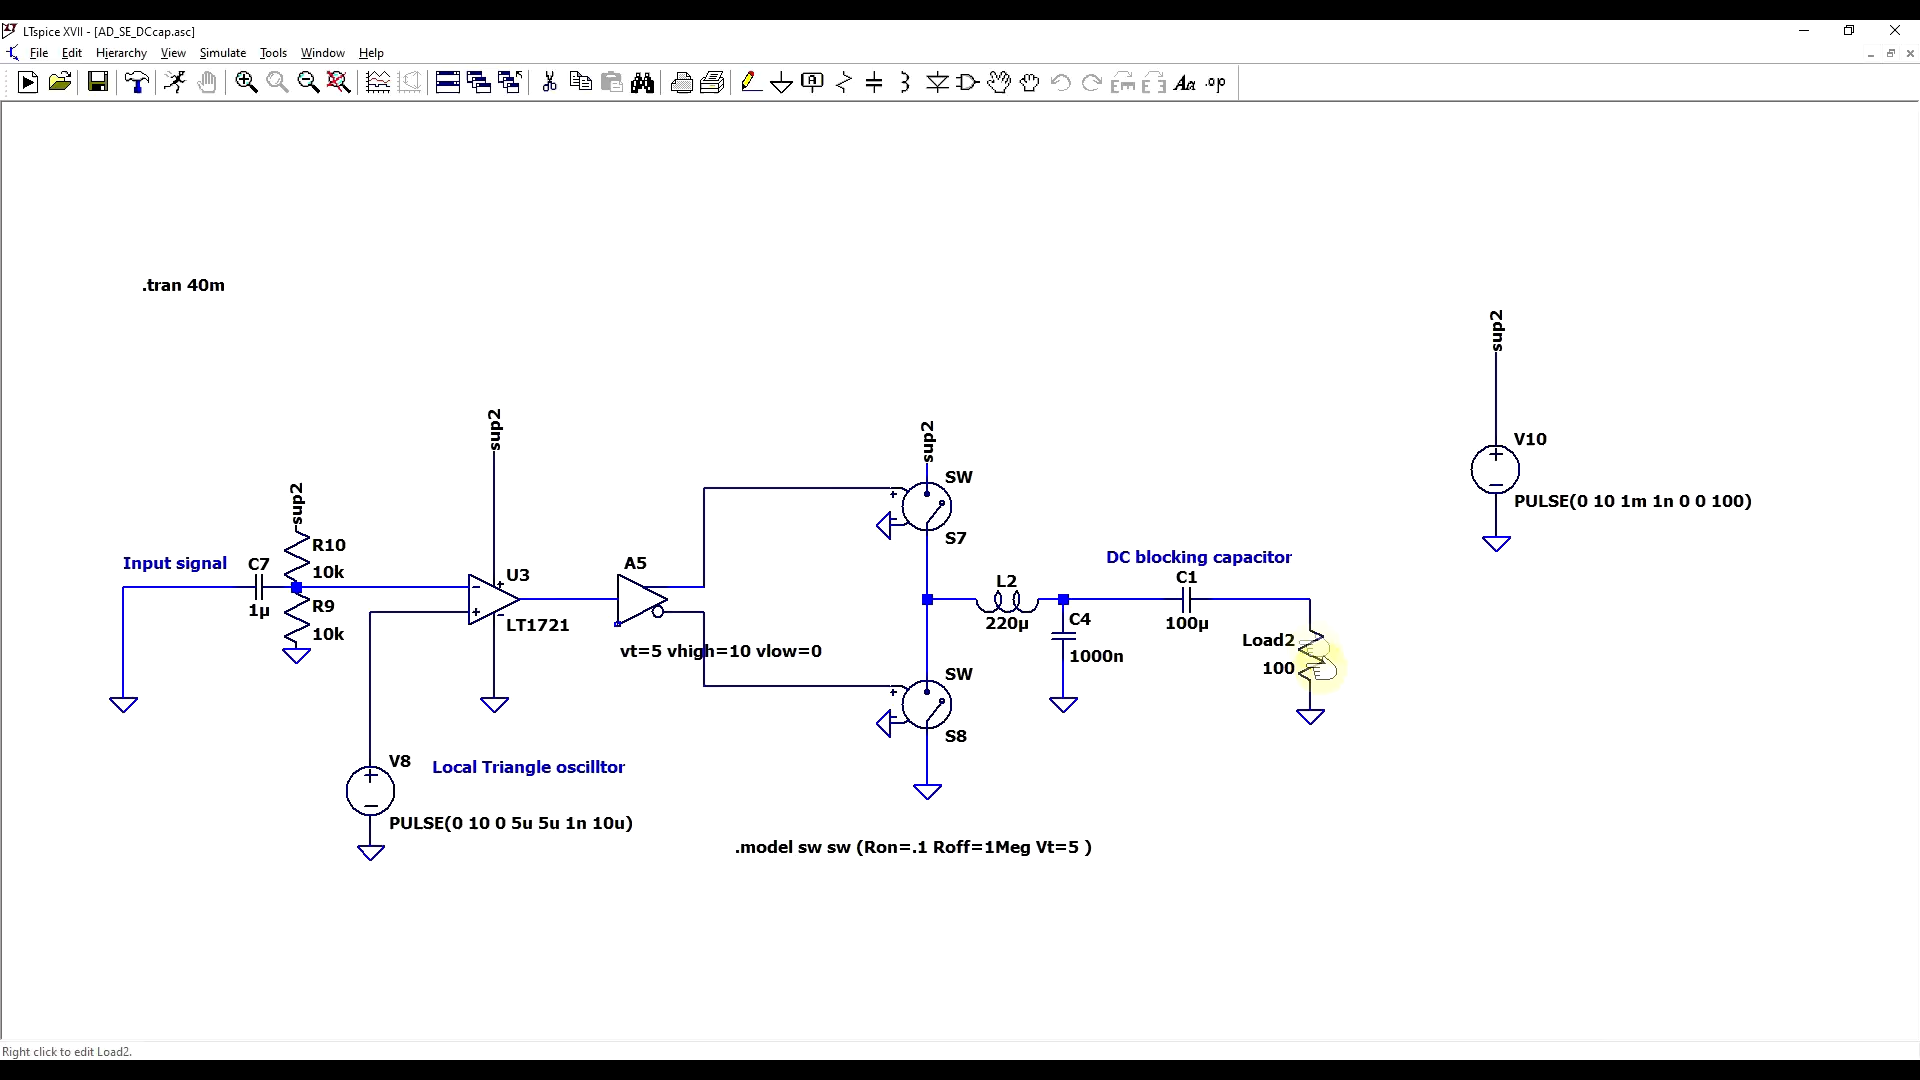 LTspice XVII - [AD_SE_DCcap.asc]
File Edit Hierarchy View Simulate Tools Window Help
.tran 40m
sup2
V10
PULSE(0 10 1m 1n 0 0 100)
sup2
sup2
sup2
SW
S7
Input signal
C7
1µ
R10
10k
R9
10k
U3
LT1721
A5
vt=5 vhigh=10 vlow=0
DC blocking capacitor
L2
220µ
C1
100µ
C4
1000n
Load2
100
SW
S8
V8
Local Triangle oscilltor
PULSE(0 10 0 5u 5u 1n 10u)
.model sw sw (Ron=.1 Roff=1Meg Vt=5 )
Right click to edit Load2.